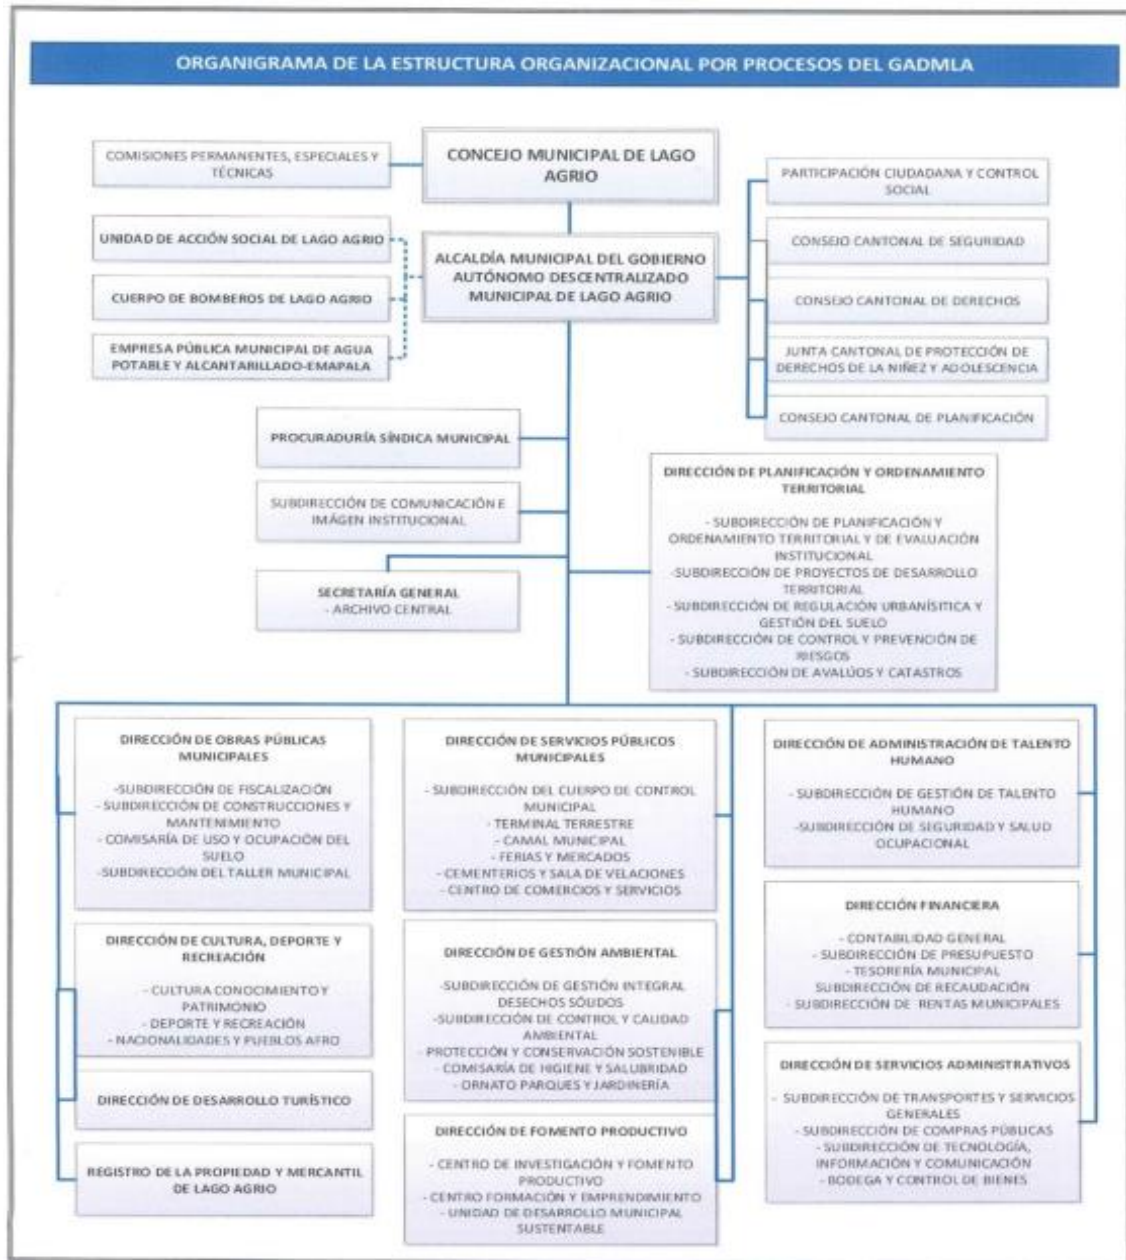 ORGANIGRAMA DE LA ESTRUCTURA ORGANIZACIONAL POR PROCESOS DEL GADMLA
COMISIONES PERMANENTES, ESPECIALES Y
TÉCNICAS
CONCEJO MUNICIPAL DE LAGO
AGRIO
PARTICIPACIÓN CIUDADANA Y CONTROL
SOCIAL
UNIDAD DE ACCIÓN SOCIAL DE LAGO AGRIO
CUERPO DE BOMBEROS DE LAGO AGRIO
EMPRESA PÚBLICA MUNICIPAL DE AGUA
POTABLE Y ALCANTARILLADO-EMAPALA
ALCALDÍA MUNICIPAL DEL GOBIERNO
AUTÓNOMO DESCENTRALIZADO
MUNICIPAL DE LAGO AGRIO
CONSEJO CANTONAL DE SEGURIDAD
CONSEJO CANTONAL DE DERECHOS
JUNTA CANTONAL DE PROTECCIÓN DE
DERECHOS DE LA NIÑEZ Y ADOLESCENCIA
CONSEJO CANTONAL DE PLANIFICACIÓN
PROCURADURÍA SÍNDICA MUNICIPAL
SUBDIRECCIÓN DE COMUNICACIÓN E
IMÁGEN INSTITUCIONAL
SECRETARÍA GENERAL
- ARCHIVO CENTRAL
DIRECCIÓN DE PLANIFICACIÓN Y ORDENAMIENTO
TERRITORIAL
- SUBDIRECCIÓN DE PLANIFICACIÓN Y
ORDENAMIENTO TERRITORIAL Y DE EVALUACIÓN
INSTITUCIONAL
-SUBDIRECCIÓN DE PROYECTOS DE DESARROLLO
TERRITORIAL
- SUBDIRECCIÓN DE REGULACIÓN URBANÍSITICA Y
GESTIÓN DEL SUELO
- SUBDIRECCIÓN DE CONTROL Y PREVENCIÓN DE
RIESGOS
- SUBDIRECCIÓN DE AVALÚOS Y CATASTROS
DIRECCIÓN DE OBRAS PÚBLICAS
MUNICIPALES
-SUBDIRECCIÓN DE FISCALIZACIÓN
- SUBDIRECCIÓN DE CONSTRUCCIONES Y
MANTENIMIENTO
- COMISARÍA DE USO Y OCUPACIÓN DEL
SUELO
-SUBDIRECCIÓN DEL TALLER MUNICIPAL
DIRECCIÓN DE CULTURA, DEPORTE Y
RECREACIÓN
- CULTURA CONOCIMIENTO Y
PATRIMONIO
- DEPORTE Y RECREACIÓN
- NACIONALIDADES Y PUEBLOS AFRO
DIRECCIÓN DE DESARROLLO TURÍSTICO
REGISTRO DE LA PROPIEDAD Y MERCANTIL
DE LAGO AGRIO
DIRECCIÓN DE SERVICIOS PÚBLICOS
MUNICIPALES
- SUBDIRECCIÓN DEL CUERPO DE CONTROL
MUNICIPAL
- TERMINAL TERRESTRE
- CAMAL MUNICIPAL
- FERIAS Y MERCADOS
- CEMENTERIOS Y SALA DE VELACIONES
- CENTRO DE COMERCIOS Y SERVICIOS
DIRECCIÓN DE GESTIÓN AMBIENTAL
-SUBDIRECCIÓN DE GESTIÓN INTEGRAL
DESECHOS SÓLIDOS
-SUBDIRECCIÓN DE CONTROL Y CALIDAD
AMBIENTAL
- PROTECCIÓN Y CONSERVACIÓN SOSTENIBLE
- COMISARÍA DE HIGIENE Y SALUBRIDAD
- ORNATO PARQUES Y JARDINERÍA
DIRECCIÓN DE FOMENTO PRODUCTIVO
- CENTRO DE INVESTIGACIÓN Y FOMENTO
PRODUCTIVO
- CENTRO FORMACIÓN Y EMPRENDIMIENTO
- UNIDAD DE DESARROLLO MUNICIPAL
SUSTENTABLE
DIRECCIÓN DE ADMINISTRACIÓN DE TALENTO
HUMANO
- SUBDIRECCIÓN DE GESTIÓN DE TALENTO
HUMANO
-SUBDIRECCIÓN DE SEGURIDAD Y SALUD
OCUPACIONAL
DIRECCIÓN FINANCIERA
- CONTABILIDAD GENERAL
- SUBDIRECCIÓN DE PRESUPUESTO
- TESORERÍA MUNICIPAL
SUBDIRECCIÓN DE RECAUDACIÓN
- SUBDIRECCIÓN DE RENTAS MUNICIPALES
DIRECCIÓN DE SERVICIOS ADMINISTRATIVOS
- SUBDIRECCIÓN DE TRANSPORTES Y SERVICIOS
GENERALES
- SUBDIRECCIÓN DE COMPRAS PÚBLICAS
- SUBDIRECCIÓN DE TECNOLOGÍA,
INFORMACIÓN Y COMUNICACIÓN
- BODEGA Y CONTROL DE BIENES